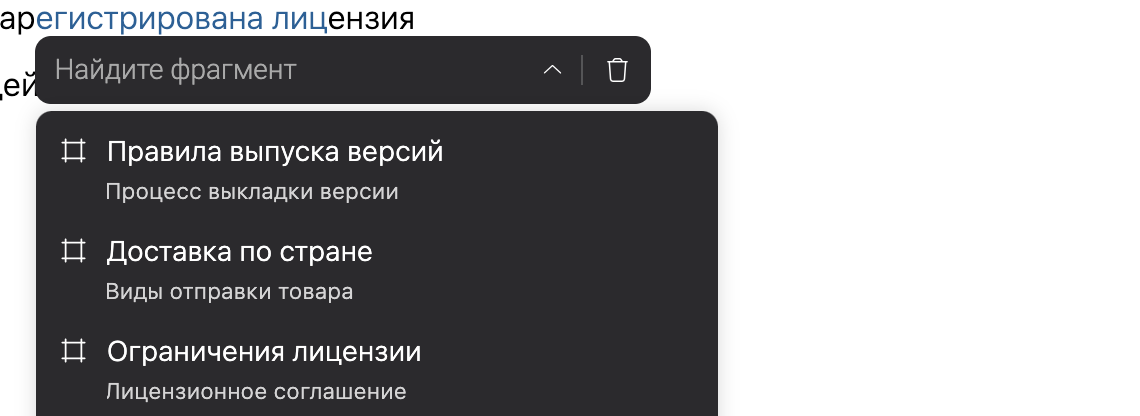 арегистрирована лицензия
дей
Найдите фрагмент
Правила выпуска версий
Процесс выкладки версии
Доставка по стране
Виды отправки товара
Ограничения лицензии
Лицензионное соглашение